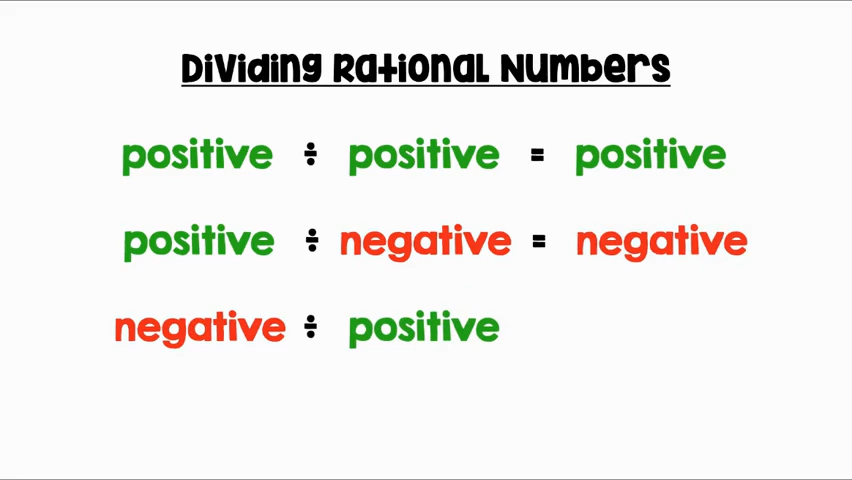 Dividing Rational Numbers
positive ÷ positive = positive
positive ÷ negative = negative
negative ÷ positive